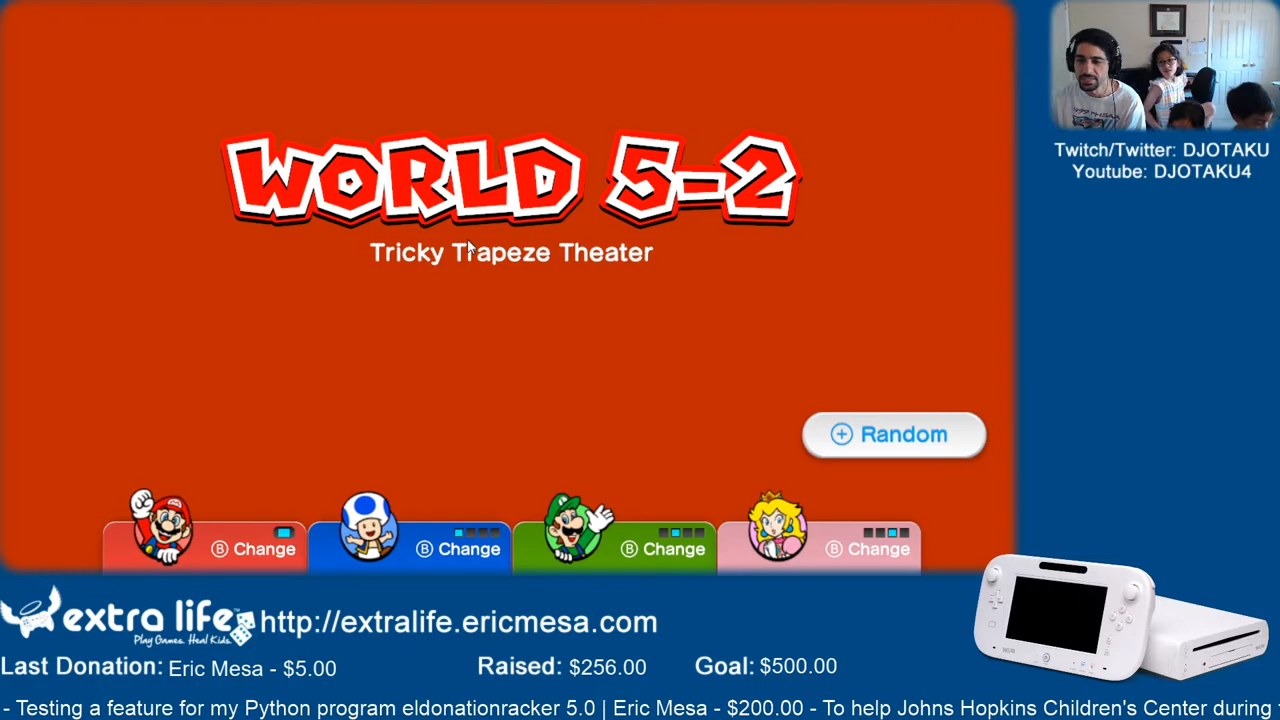 WORLD 5-2
Tricky Trapeze Theater
Twitch/Twitter: DJOTAKU
Youtube: DJOTAKU4
+ Random
B Change
B Change
B Change
B Change
extra life
Play Games. Heal Kids.
http://extralife.ericmesa.com
Last Donation: Eric Mesa - $5.00
Raised: $256.00
Goal: $500.00
- Testing a feature for my Python program eldonationracker 5.0 | Eric Mesa - $200.00 - To help Johns Hopkins Children's Center during